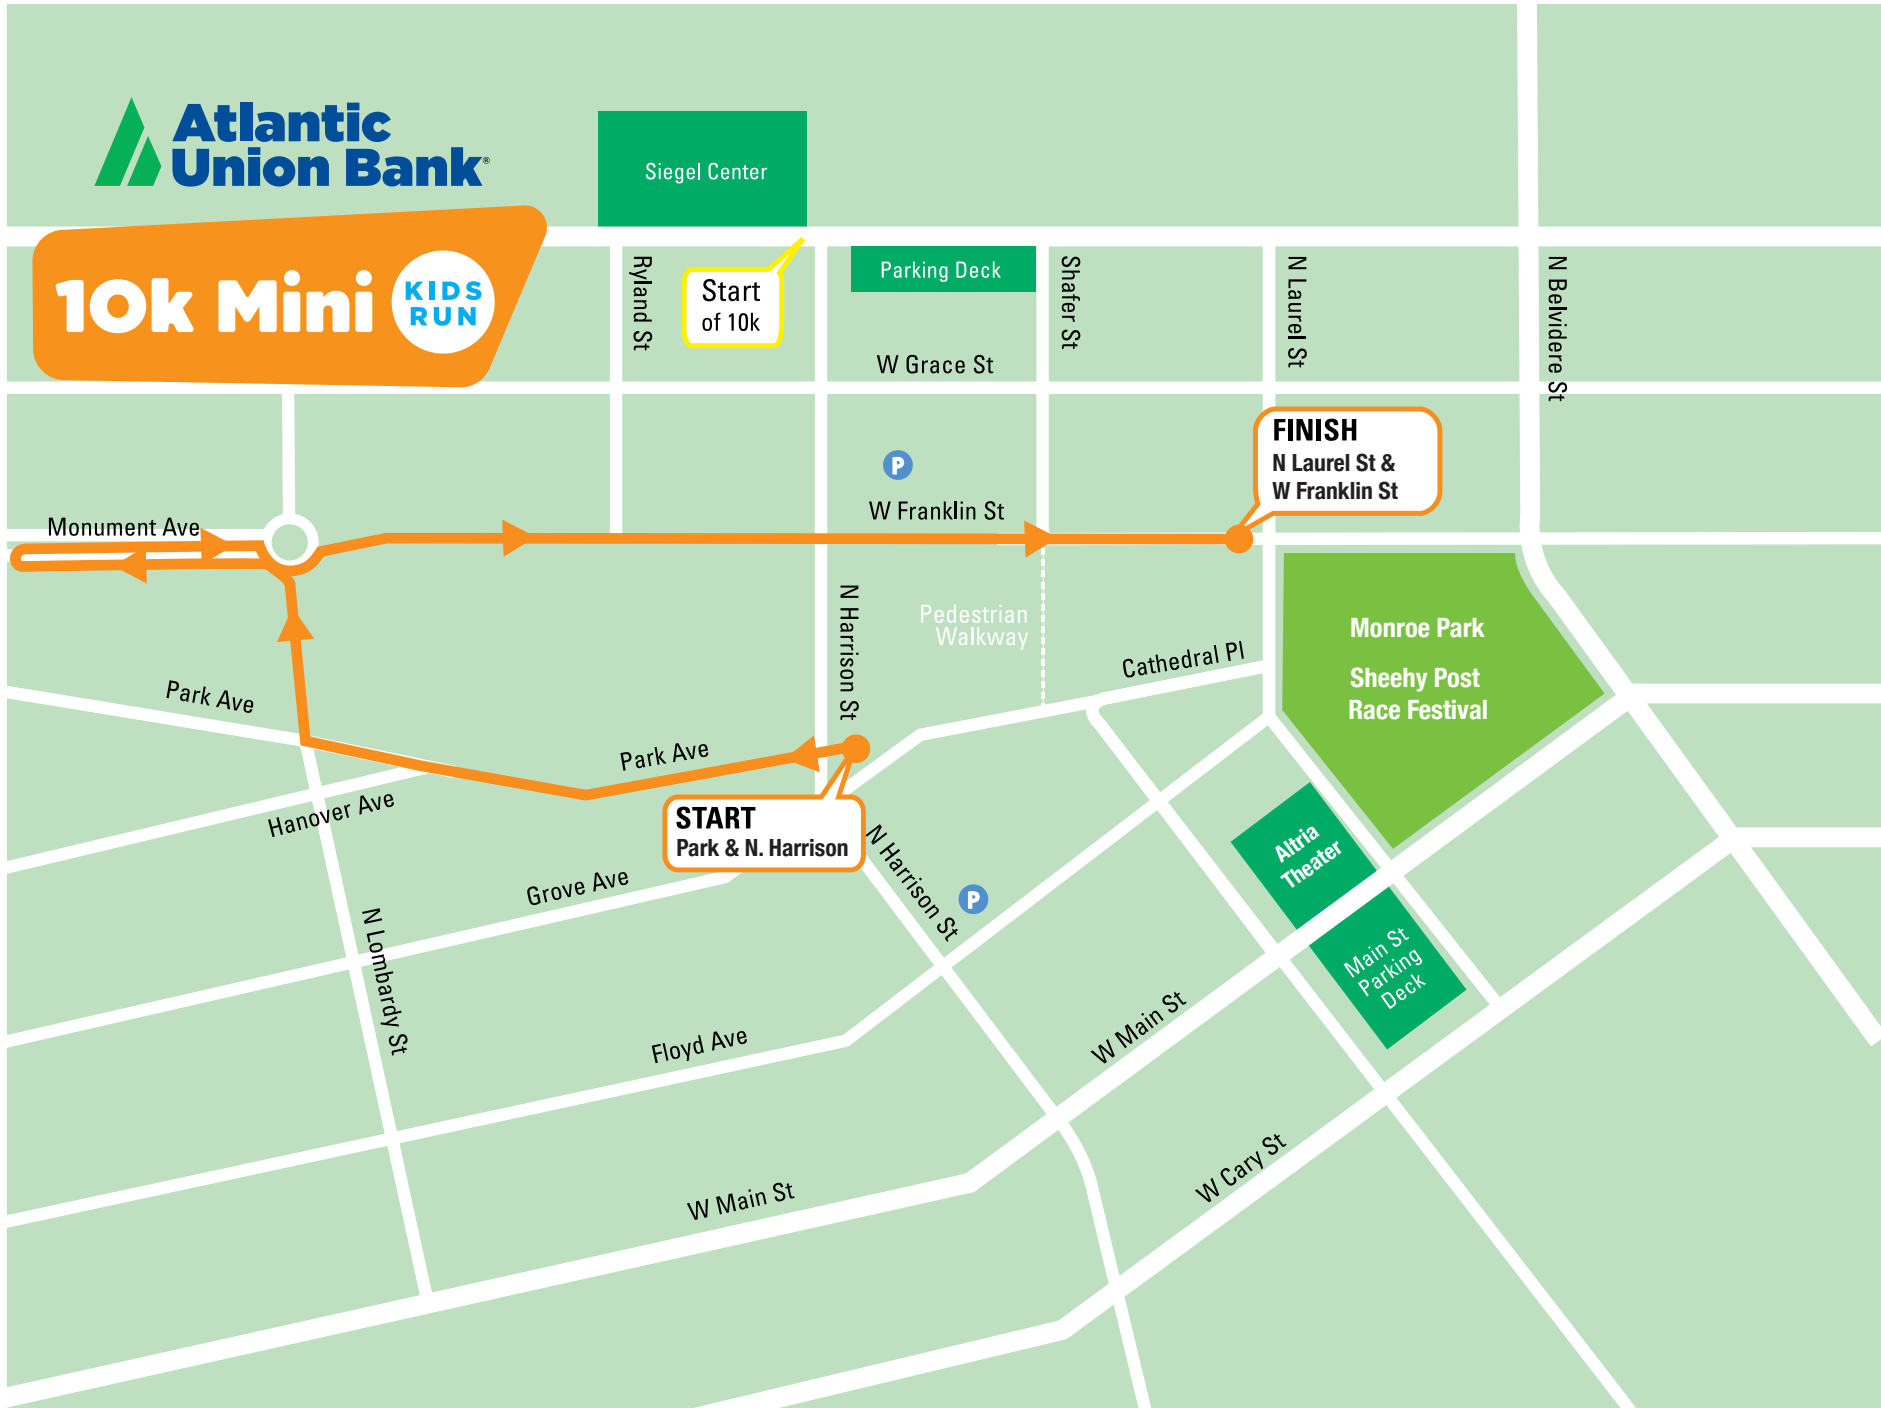 Atlantic
Union Bank®
10k Mini
KIDS
RUN
Siegel Center
Start
of 10k
Parking Deck
Ryland St
Shafer St
N Laurel St
N Belvidere St
W Grace St
FINISH
N Laurel St &
W Franklin St
P
W Franklin St
Monument Ave
N Harrison St
Pedestrian
Walkway
Cathedral Pl
Monroe Park
Sheehy Post
Race Festival
Park Ave
Park Ave
START
Park & N. Harrison
Hanover Ave
Grove Ave
N Harrison St
P
Altria
Theater
Main St
Parking
Deck
N Lombardy St
Floyd Ave
W Main St
W Main St
W Cary St